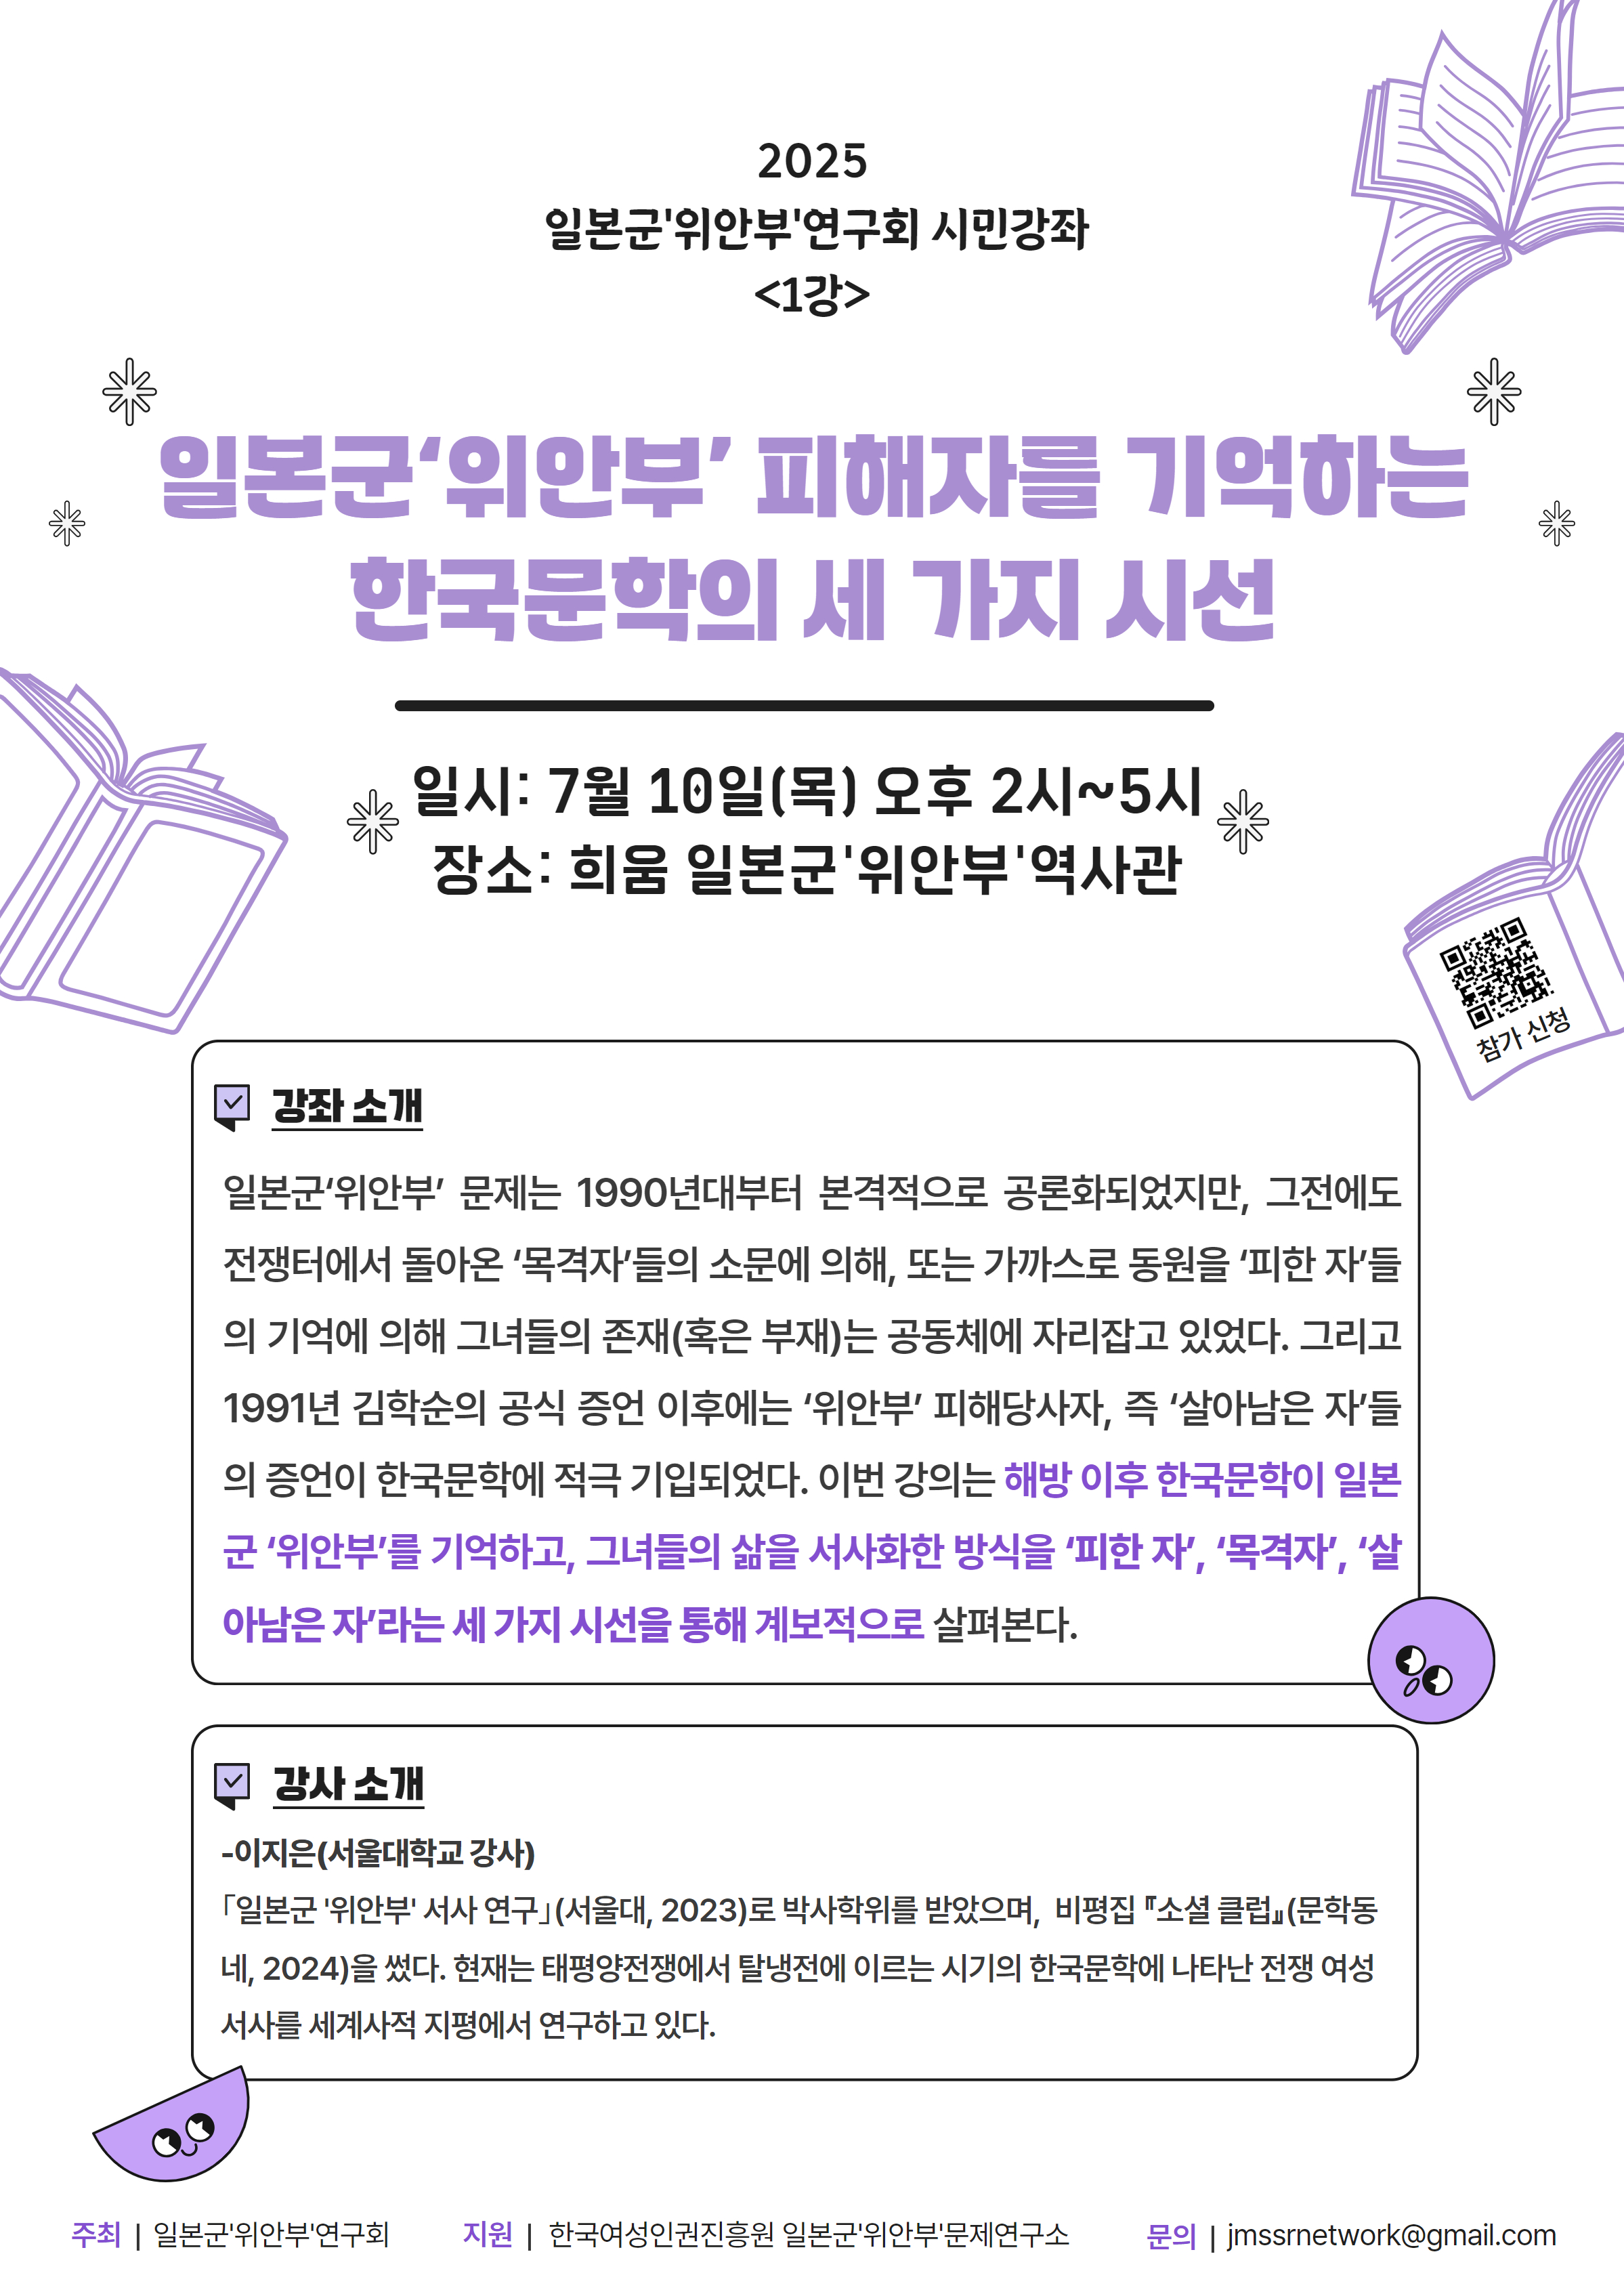 2025
일본군'위안부'연구회 시민강좌
<1강>
일본군‘위안부’ 피해자를 기억하는
한국문학의 세 가지 시선
일시: 7월 10일(목) 오후 2시~5시
장소: 희움 일본군'위안부'역사관
참가 신청
강좌 소개
일본군‘위안부’ 문제는 1990년대부터 본격적으로 공론화되었지만, 그전에도
전쟁터에서 돌아온 ‘목격자’들의 소문에 의해, 또는 가까스로 동원을 ‘피한 자’들
의 기억에 의해 그녀들의 존재(혹은 부재)는 공동체에 자리잡고 있었다. 그리고
1991년 김학순의 공식 증언 이후에는 ‘위안부’ 피해당사자, 즉 ‘살아남은 자’들
의 증언이 한국문학에 적극 기입되었다. 이번 강의는 해방 이후 한국문학이 일본
군 ‘위안부’를 기억하고, 그녀들의 삶을 서사화한 방식을 ‘피한 자’, ‘목격자’, ‘살
아남은 자’라는 세 가지 시선을 통해 계보적으로 살펴본다.
강사 소개
-이지은(서울대학교 강사)
「일본군 '위안부' 서사 연구」(서울대, 2023)로 박사학위를 받았으며, 비평집 『소셜 클럽』(문학동
네, 2024)을 썼다. 현재는 태평양전쟁에서 탈냉전에 이르는 시기의 한국문학에 나타난 전쟁 여성
서사를 세계사적 지평에서 연구하고 있다.
주최 | 일본군'위안부'연구회 지원 | 한국여성인권진흥원 일본군'위안부'문제연구소 문의 | jmssrnetwork@gmail.com